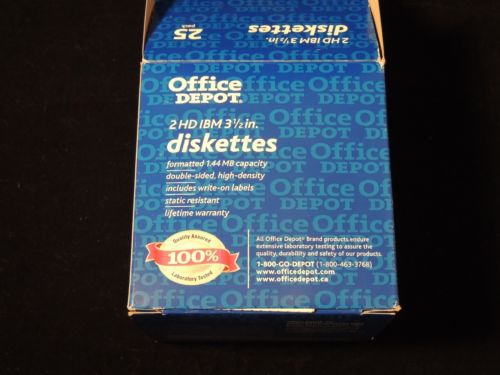 2 HD IBM 3½ in.
diskettes
25
pack
Office
DEPOT.
2 HD IBM 3½ in.
diskettes
formatted 1.44 MB capacity
double-sided, high-density
includes write-on labels
static resistant
lifetime warranty
Quality Assured
100%
Laboratory Tested
All Office Depot® Brand products endure
extensive laboratory testing to assure the
quality, durability and safety of our products.
1-800-GO-DEPOT (1-800-463-3768)
www.officedepot.com
www.officedepot.ca